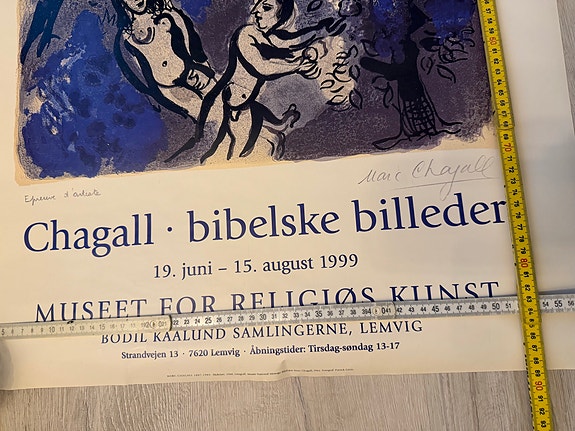 Epreuve d'artiste
Marc Chagall
Chagall · bibelske billeder
19. juni – 15. august 1999
MUSEET FOR RELIGIØS KUNST
BODIL KAALUND SAMLINGERNE, LEMVIG
Strandvejen 13 · 7620 Lemvig · Åbningstider: Tirsdag-søndag 13-17